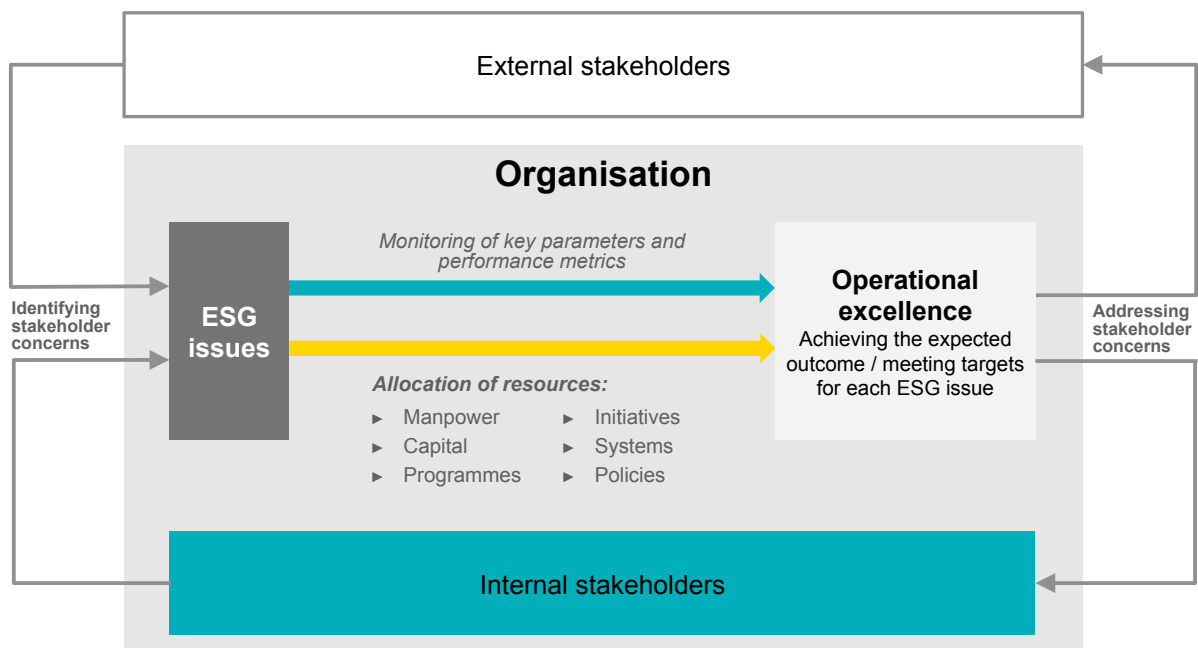 External stakeholders
Organisation
Monitoring of key parameters and
performance metrics
Identifying
stakeholder
concerns
ESG
issues
Operational
excellence
Achieving the expected
outcome / meeting targets
for each ESG issue
Addressing
stakeholder
concerns
Allocation of resources:
► Manpower
► Capital
► Programmes
► Initiatives
► Systems
► Policies
Internal stakeholders